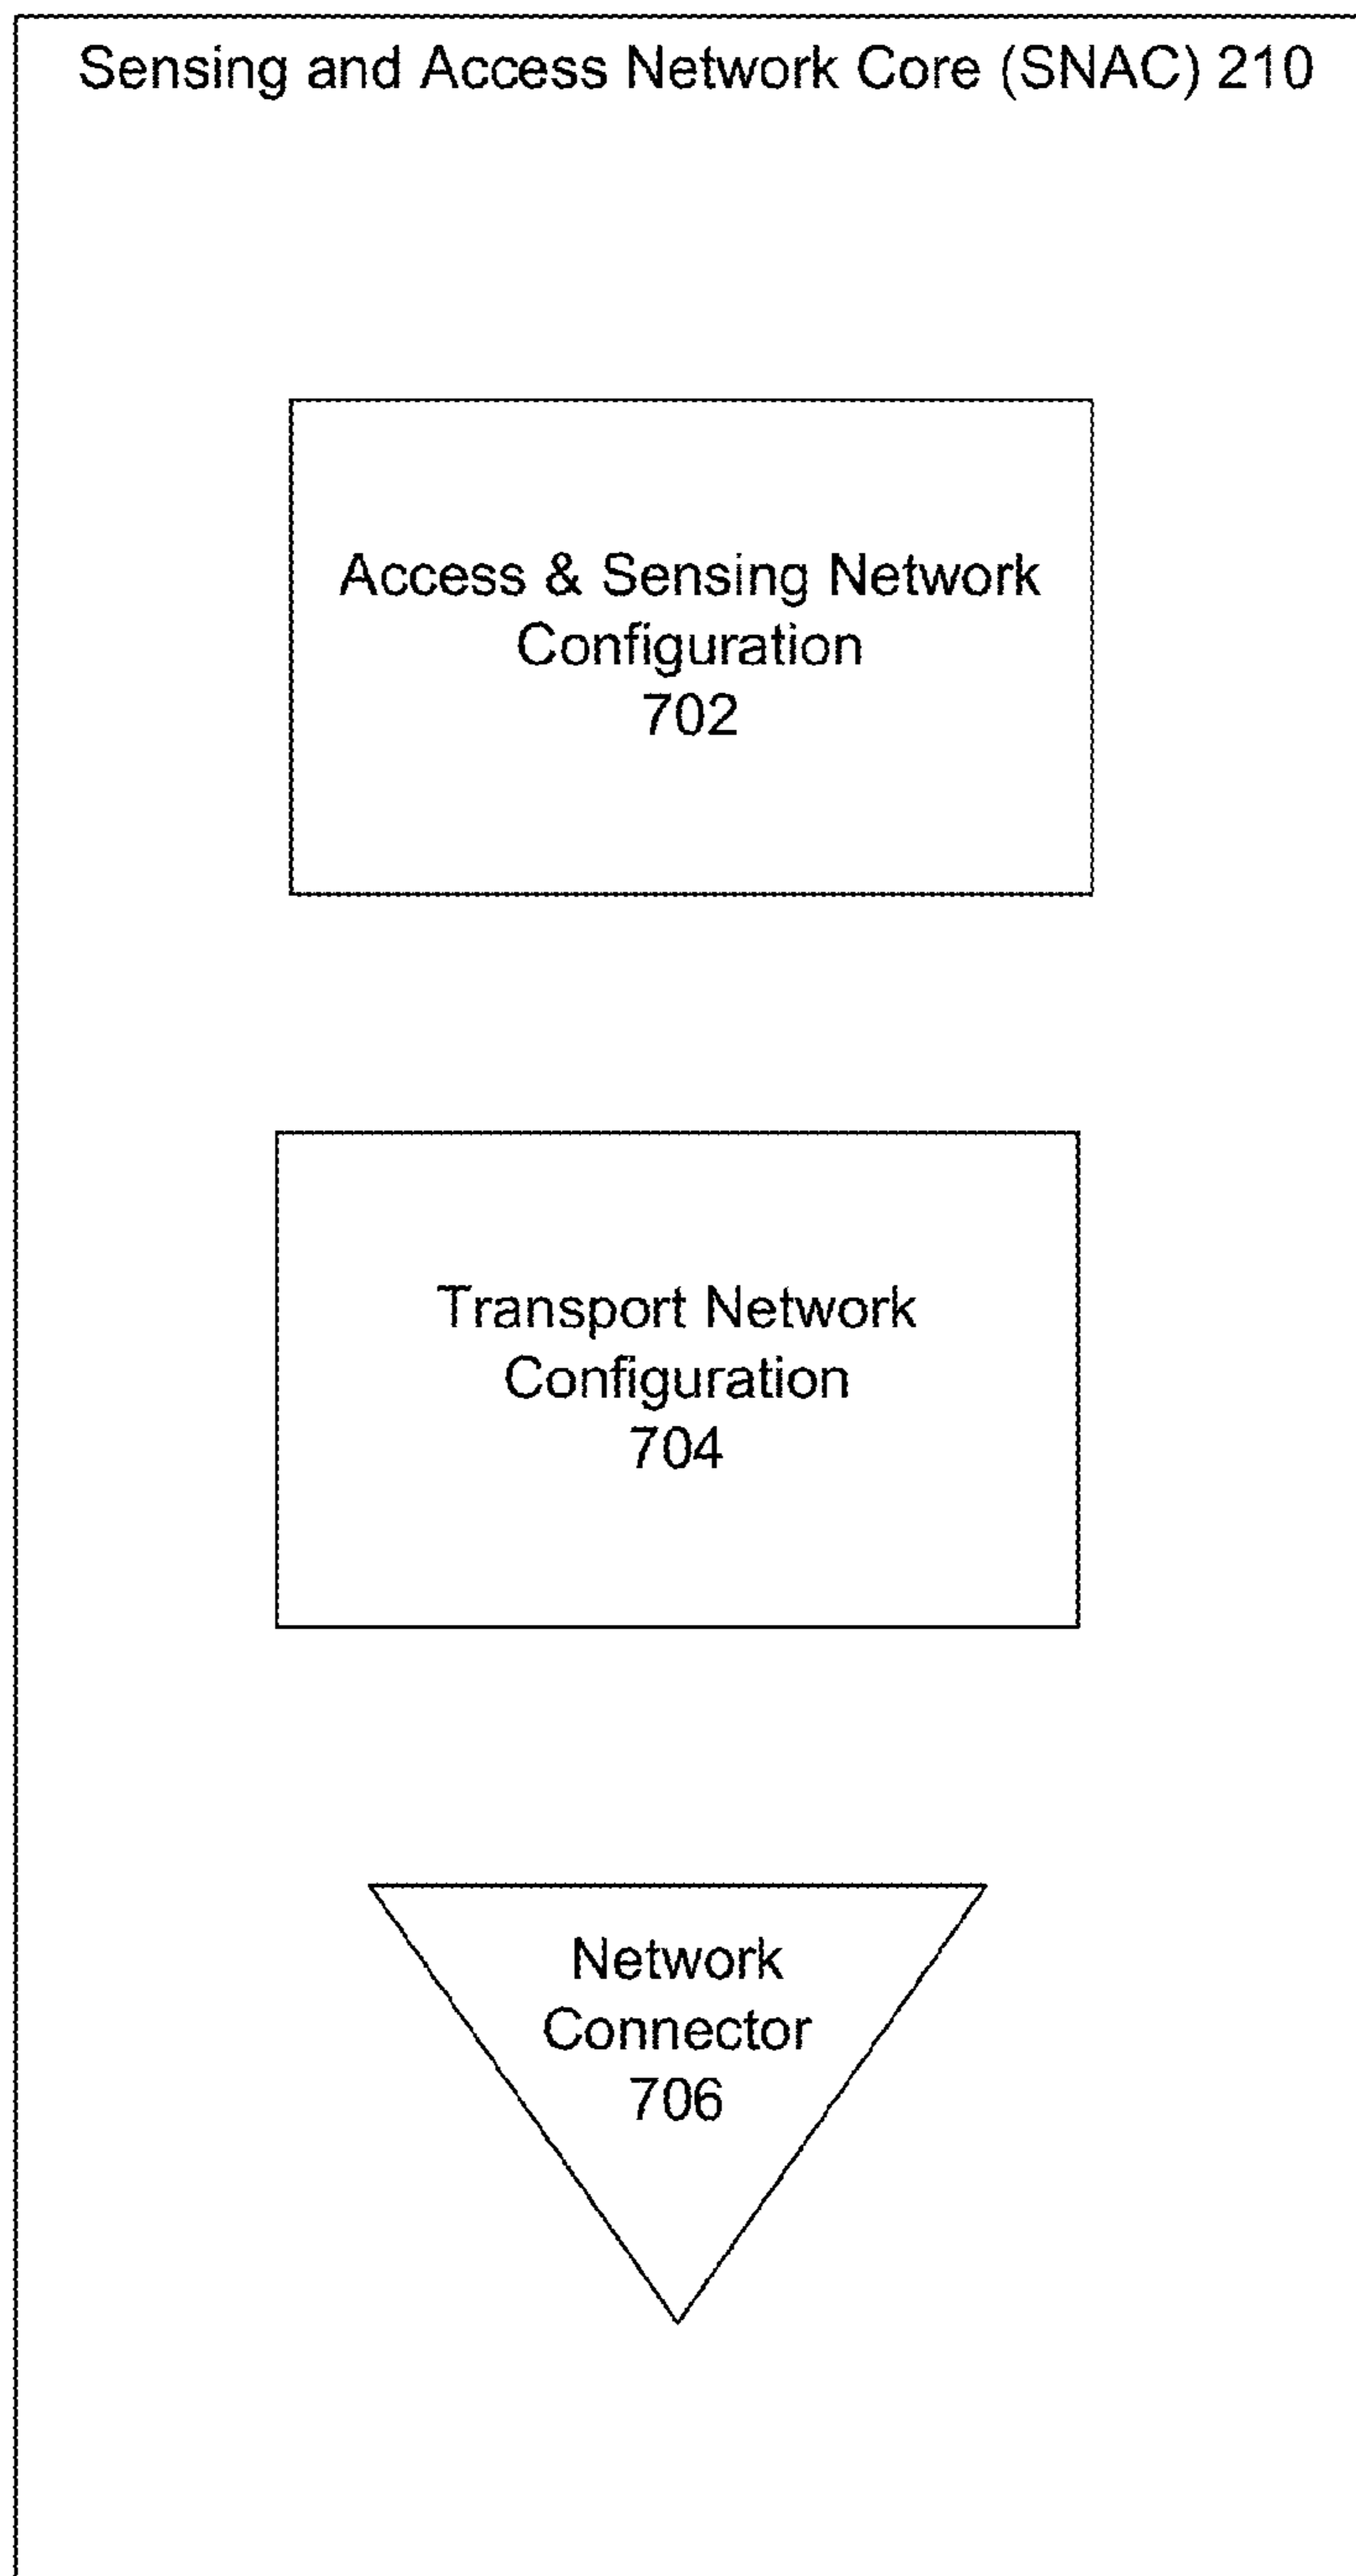 Sensing and Access Network Core (SNAC) 210
Access & Sensing Network
Configuration
702
Transport Network
Configuration
704
Network
Connector
706